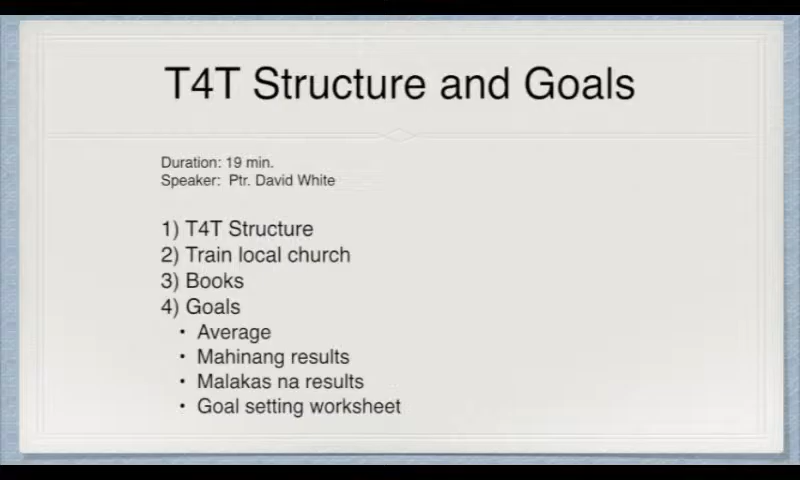 T4T Structure and Goals
Duration: 19 min.
Speaker: Ptr. David White
1) T4T Structure
2) Train local church
3) Books
4) Goals
• Average
• Mahinang results
• Malakas na results
• Goal setting worksheet